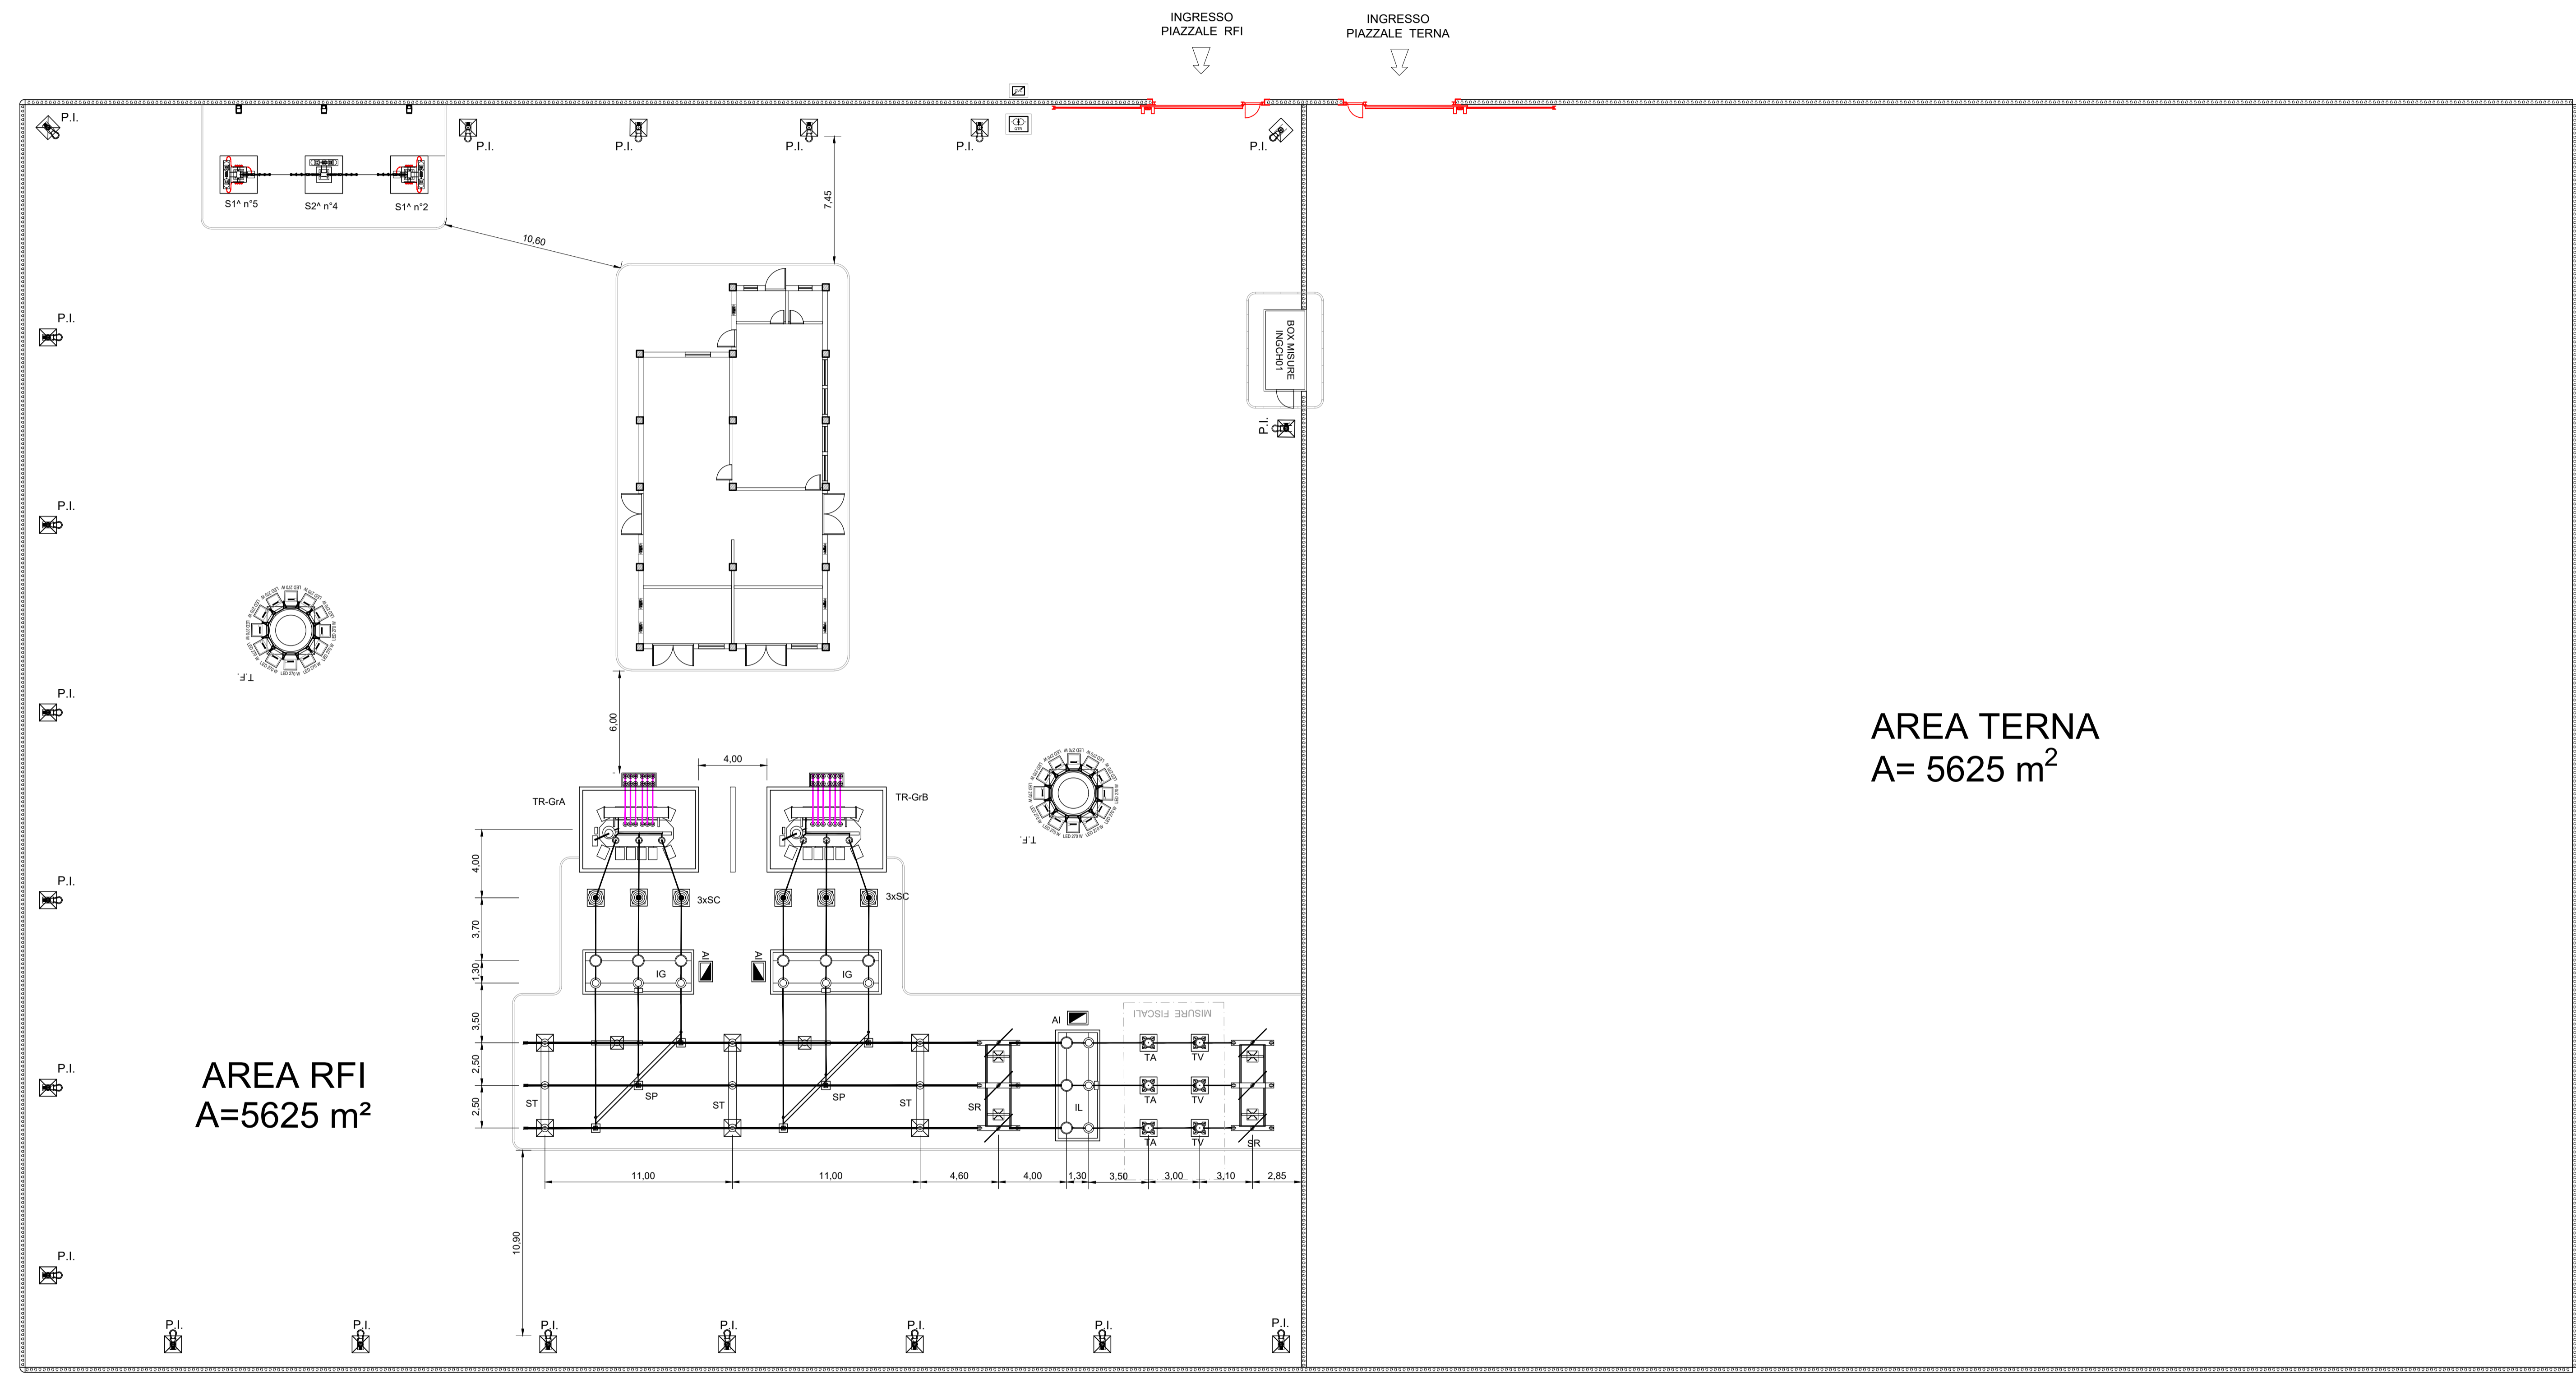 INGRESSO
PIAZZALE RFI
INGRESSO
PIAZZALE TERNA
P.I.
P.I.
P.I.
P.I.
P.I.
P.I.
S1^ n°5
S2^ n°4
S1^ n°2
7,45
10,60
BOX MISURE
INGCH01
P.I.
P.I.
P.I.
P.I.
LED 270 W
T.F.
6,00
4,00
AREA TERNA
A= 5625 m²
TR-GrA
TR-GrB
LED 270 W
T.F.
4,00
P.I.
3xSC
3xSC
3,70
AI
AI
IG
IG
1,30
3,50
MISURE FISCALI
AI
2,50
TA
TV
AREA RFI
A=5625 m²
P.I.
2,50
ST
SP
ST
SP
ST
SR
IL
TA
TV
TA
TV
SR
11,00
11,00
4,60
4,00
1,30
3,50
3,00
3,10
2,85
10,90
P.I.
P.I.
P.I.
P.I.
P.I.
P.I.
P.I.
P.I.